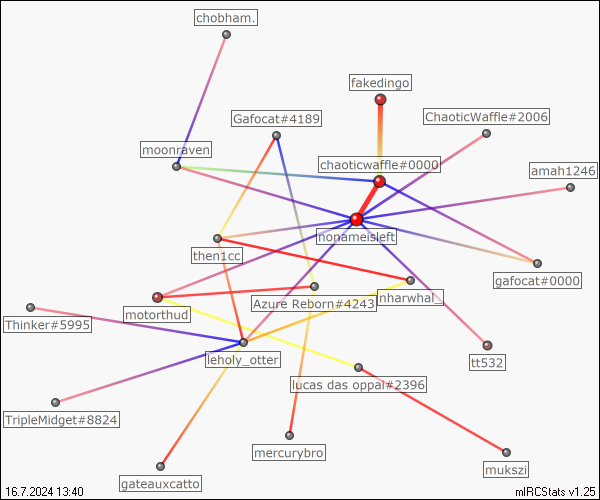 chobham.
fakedingo
Gafocat#4189
ChaoticWaffle#2006
moonraven
chaoticwaffle#0000
amah1246
nonameisleft
then1cc
gafocat#0000
Azure Reborn#4243
nharwhal_
motorthud
Thinker#5995
leholy_otter
tt532
lucas das oppai#2396
TripleMidget#8824
mercurybro
mukszi
gateauxcatto
16.7.2024 13:40
mIRCStats v1.25